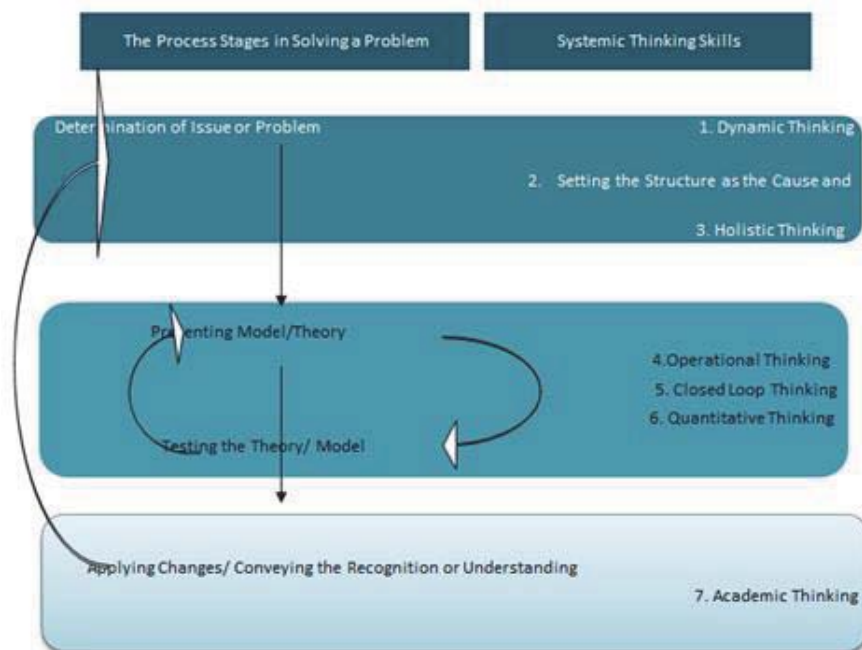 The Process Stages in Solving a Problem
Systemic Thinking Skills
Determination of Issue or Problem
1. Dynamic Thinking
2. Setting the Structure as the Cause and
3. Holistic Thinking
Presenting Model/Theory
4.Operational Thinking
5. Closed Loop Thinking
6. Quantitative Thinking
Testing the Theory/ Model
Applying Changes/ Conveying the Recognition or Understanding
7. Academic Thinking